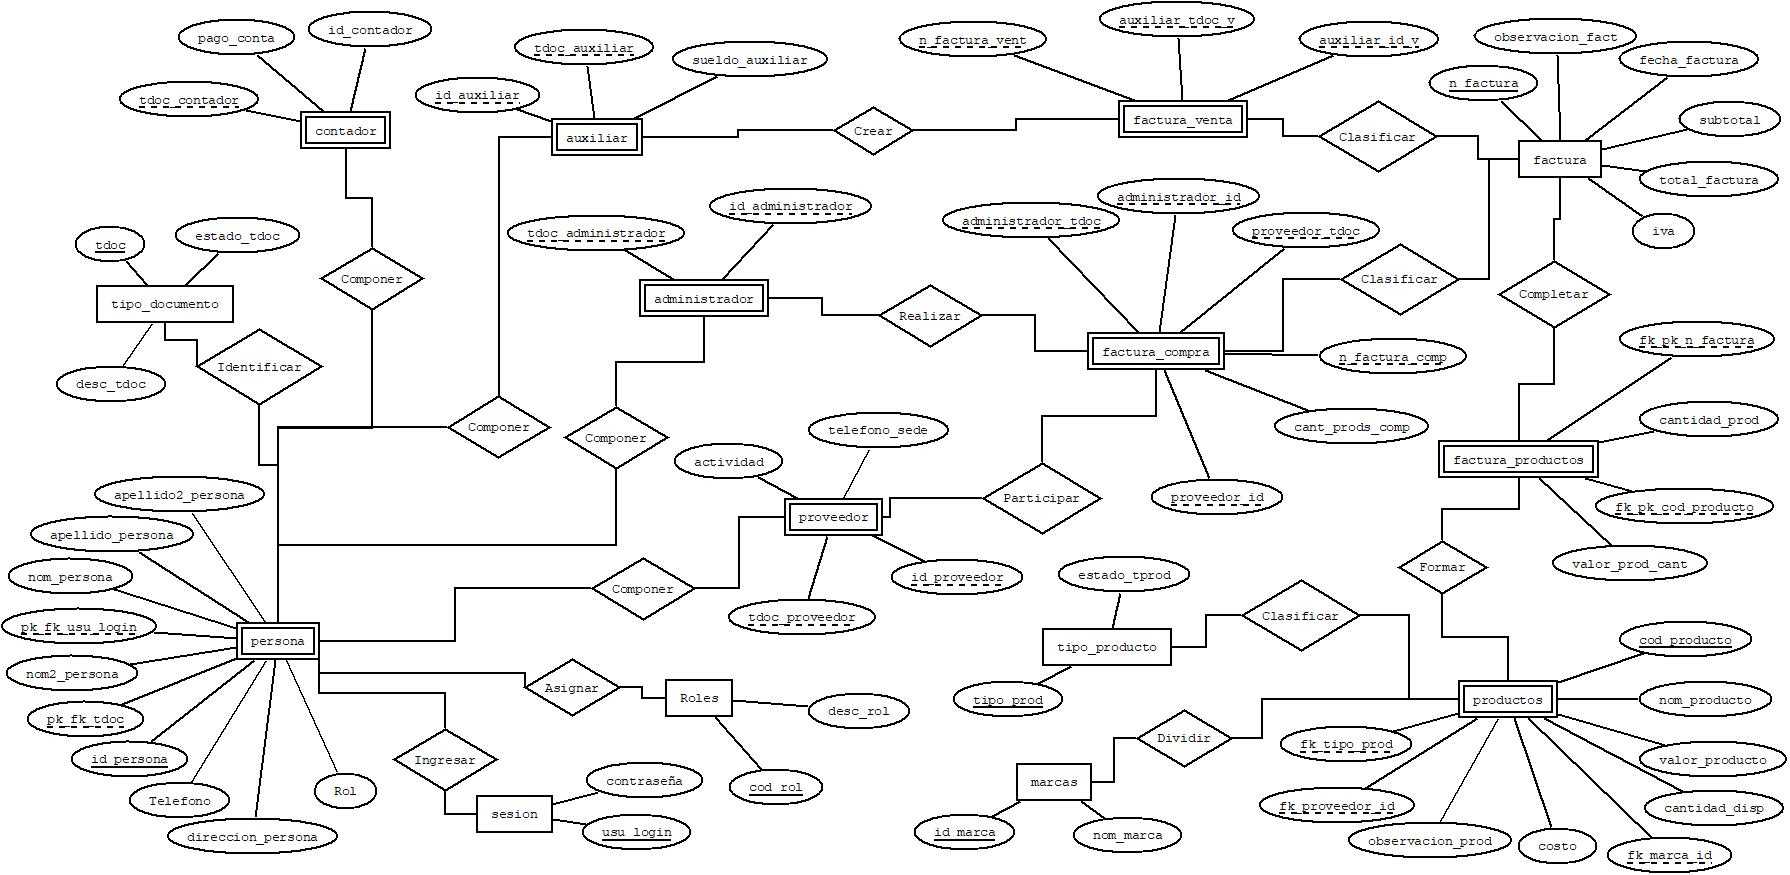 auxiliar_tdoc_v
id_contador
observacion_fact
pago_conta
n_factura_vent
auxiliar_id_v
tdoc_auxiliar
sueldo_auxiliar
fecha_factura
n_factura
id_auxiliar
tdoc_contador
subtotal
contador
auxiliar
Crear
factura_venta
Clasificar
factura
total_factura
id_administrador
administrador_id
administrador_tdoc
tdoc_administrador
proveedor_tdoc
iva
tdoc
estado_tdoc
Componer
Clasificar
Completar
tipo_documento
administrador
Realizar
fk_pk_n_factura
factura_compra
n_factura_comp
Identificar
desc_tdoc
cantidad_prod
Componer
Componer
telefono_sede
cant_prods_comp
actividad
factura_productos
apellido2_persona
Participar
proveedor_id
fk_pk_cod_producto
proveedor
apellido_persona
valor_prod_cant
Formar
nom_persona
id_proveedor
estado_tprod
Componer
tdoc_proveedor
Clasificar
pk_fk_usu_login
persona
tipo_producto
cod_producto
nom2_persona
Asignar
Roles
tipo_prod
productos
nom_producto
pk_fk_tdoc
desc_rol
Dividir
fk_tipo_prod
id_persona
Ingresar
valor_producto
contraseña
cod_rol
marcas
fk_proveedor_id
cantidad_disp
Telefono
Rol
sesion
usu_login
id_marca
nom_marca
direccion_persona
observacion_prod
costo
fk_marca_id